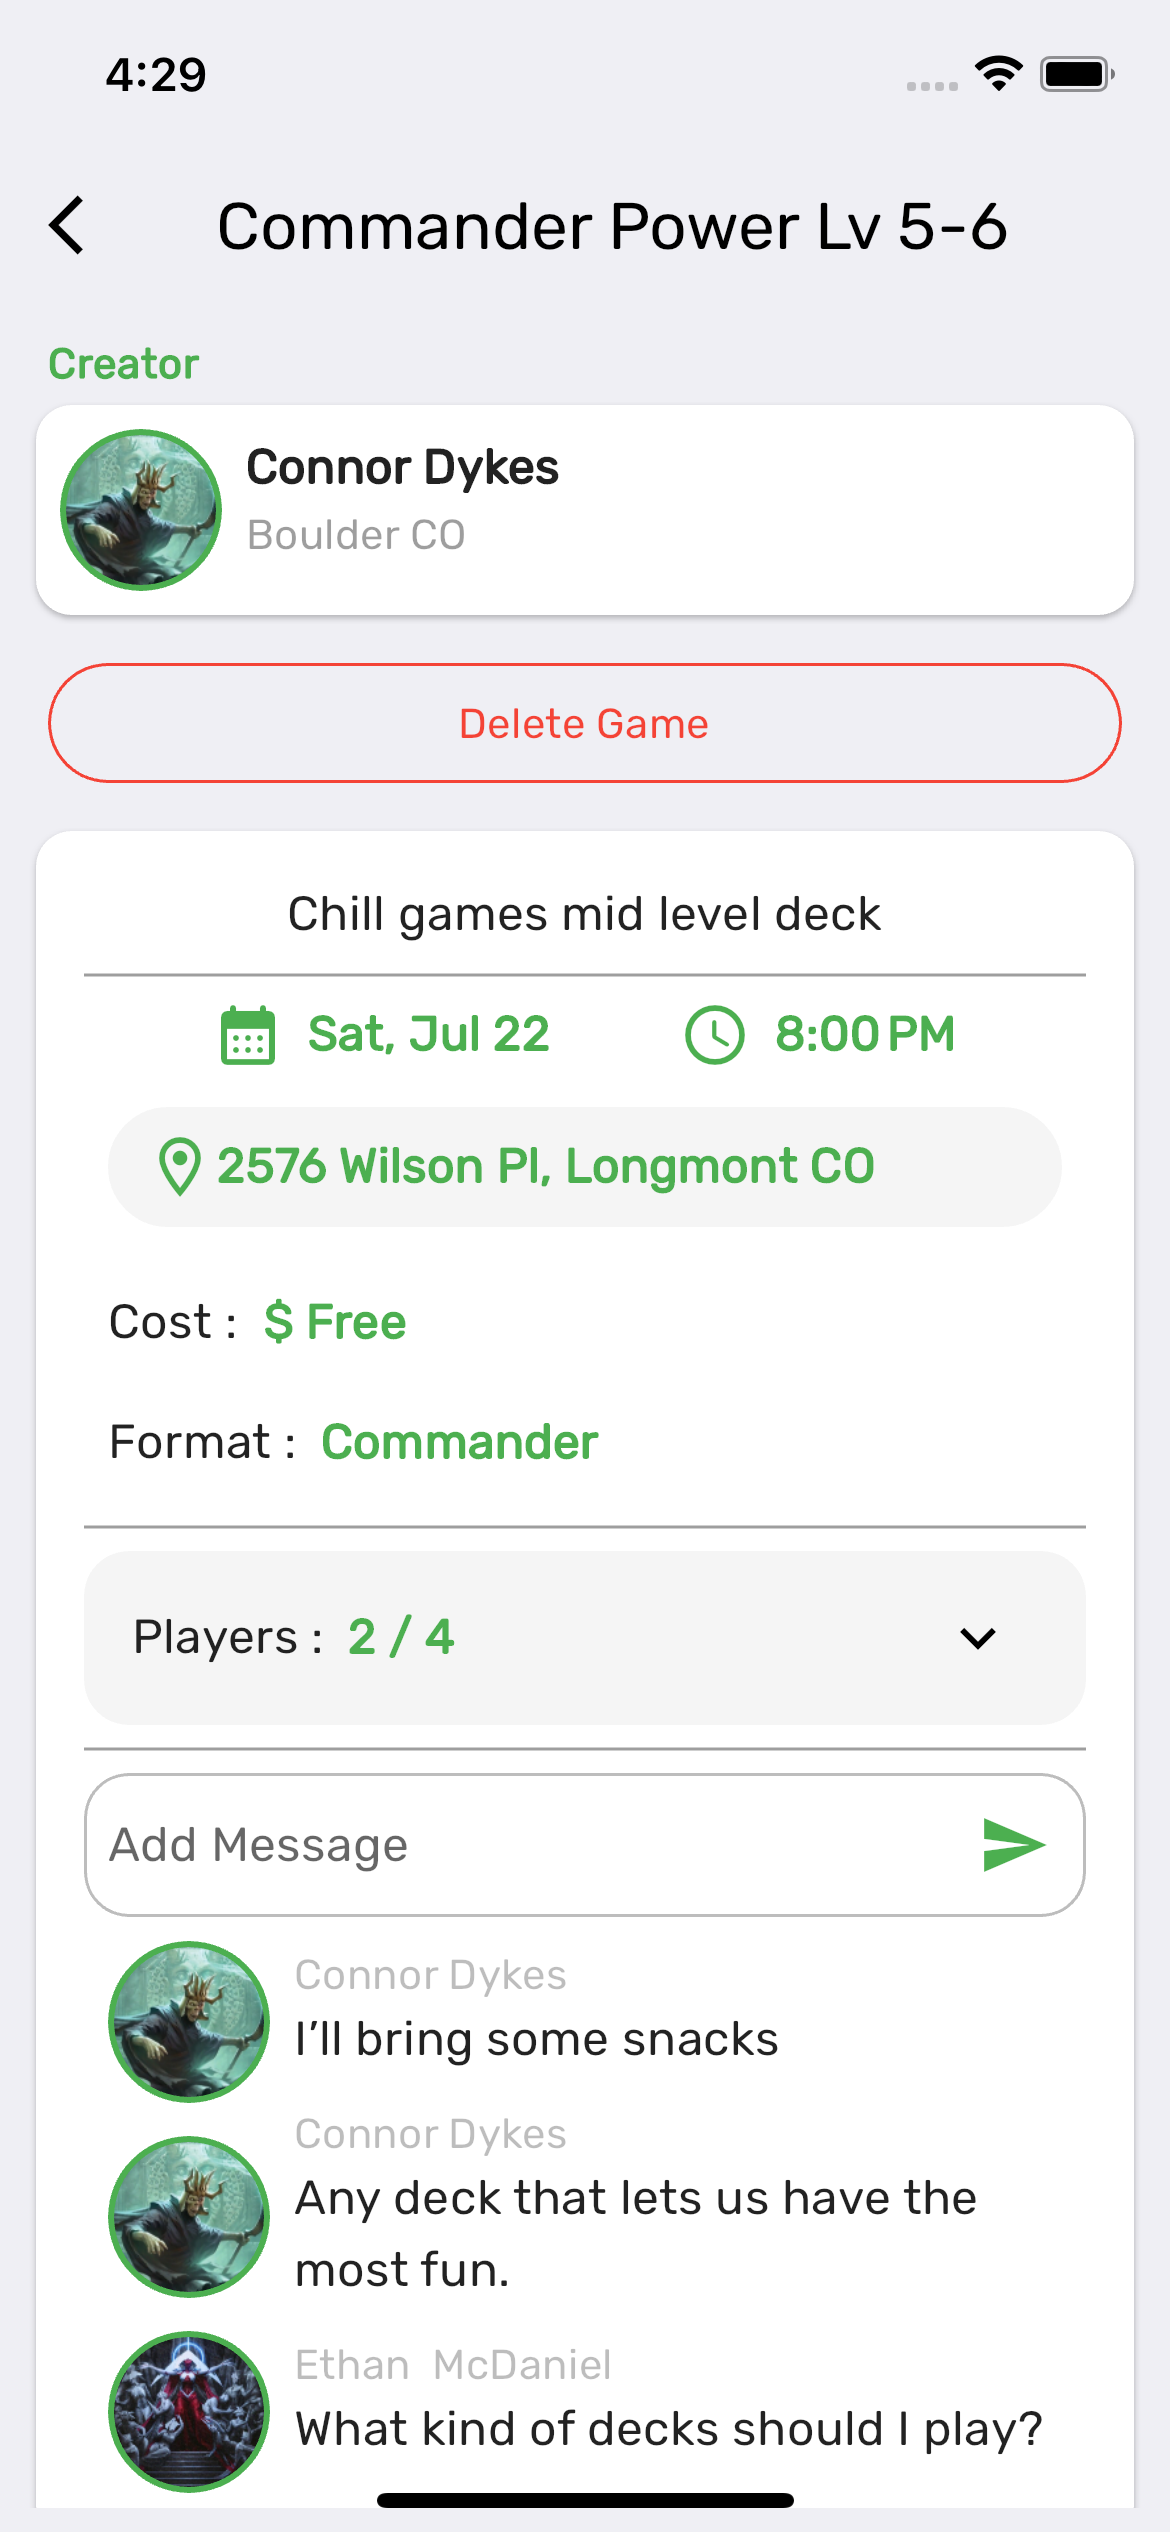 4:29
Commander Power Lv 5-6
Creator
Connor Dykes
Boulder CO
Delete Game
Chill games mid level deck
Sat, Jul 22
8:00 PM
2576 Wilson Pl, Longmont CO
Cost : $ Free
Format : Commander
Players : 2 / 4
Add Message
Connor Dykes
I’ll bring some snacks
Connor Dykes
Any deck that lets us have the
most fun.
Ethan McDaniel
What kind of decks should I play?